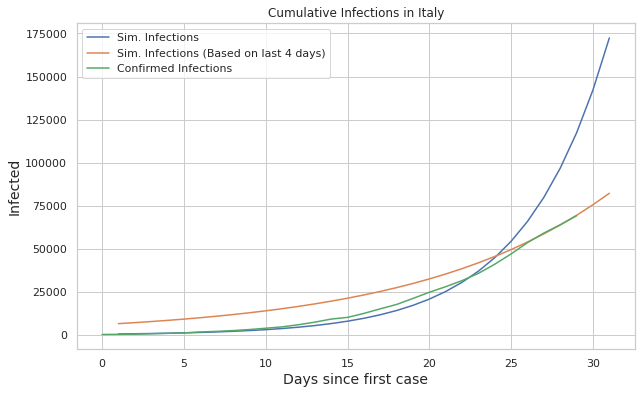 Cumulative Infections in Italy
Sim. Infections
Sim. Infections (Based on last 4 days)
Confirmed Infections
Infected
175000
150000
125000
100000
75000
50000
25000
0
0 5 10 15 20 25 30
Days since first case